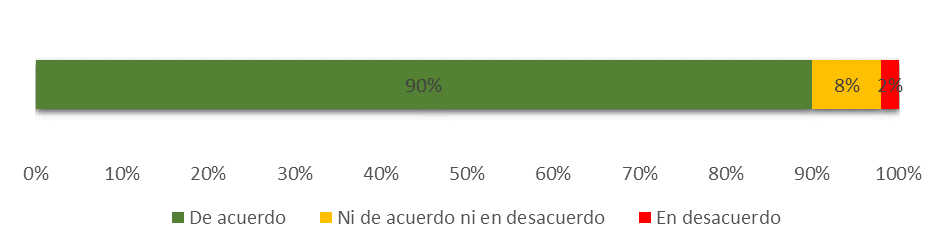 90% 8% 2%
0% 10% 20% 30% 40% 50% 60% 70% 80% 90% 100%
De acuerdo Ni de acuerdo ni en desacuerdo En desacuerdo